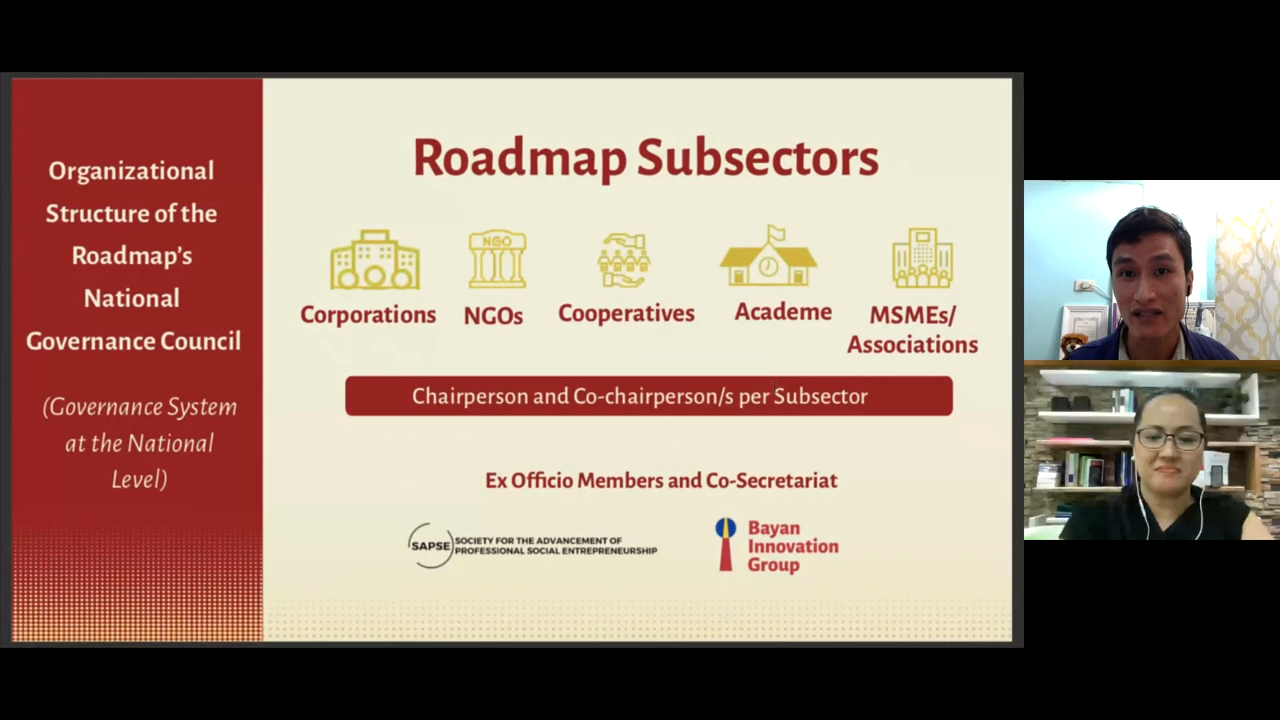 Organizational
Structure of the
Roadmap's
National
Governance Council
(Governance System
at the National
Level)
Roadmap Subsectors
NGO
Corporations
NGOs
Cooperatives
Academe
MSMEs/
Associations
Chairperson and Co-chairperson/s per Subsector
Ex Officio Members and Co-Secretariat
SAPSE
SOCIETY FOR THE ADVANCEMENT OF
PROFESSIONAL SOCIAL ENTREPRENEURSHIP
Bayan
Innovation
Group